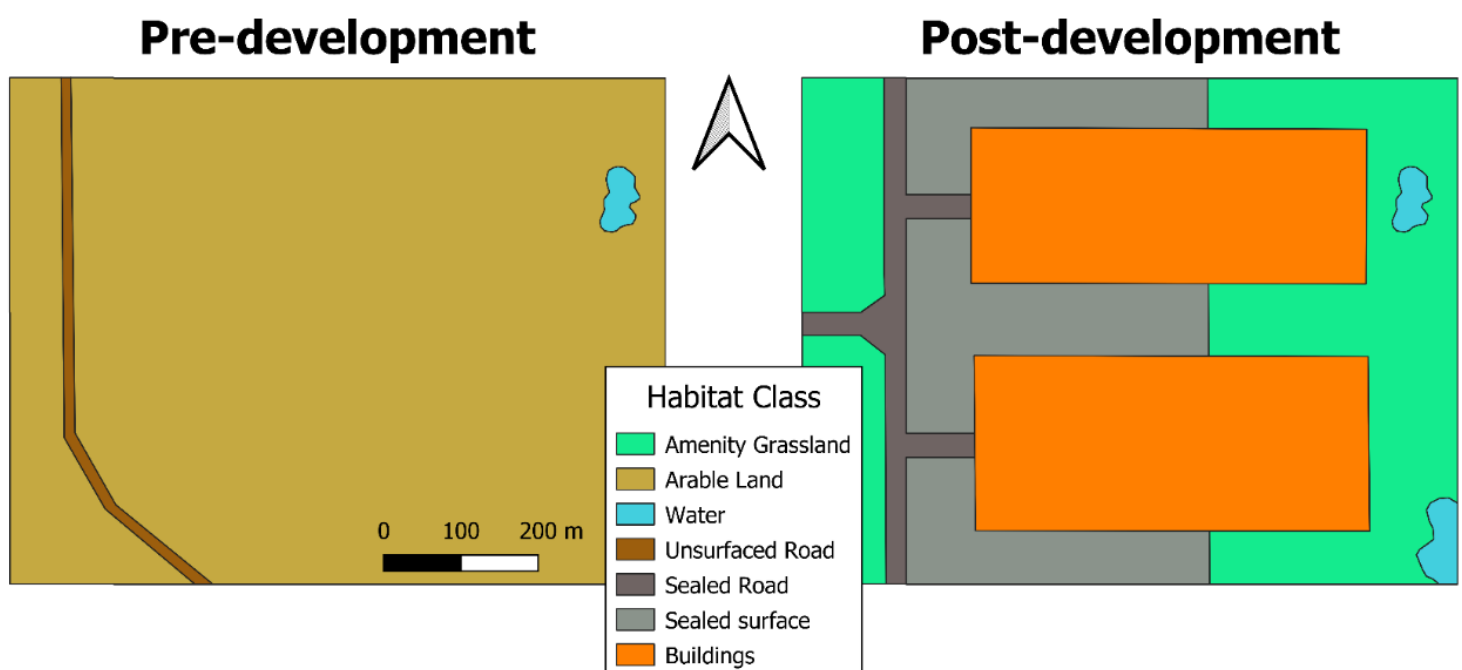 Pre-development
Post-development
0 100 200 m
Habitat Class
Amenity Grassland
Arable Land
Water
Unsurfaced Road
Sealed Road
Sealed surface
Buildings